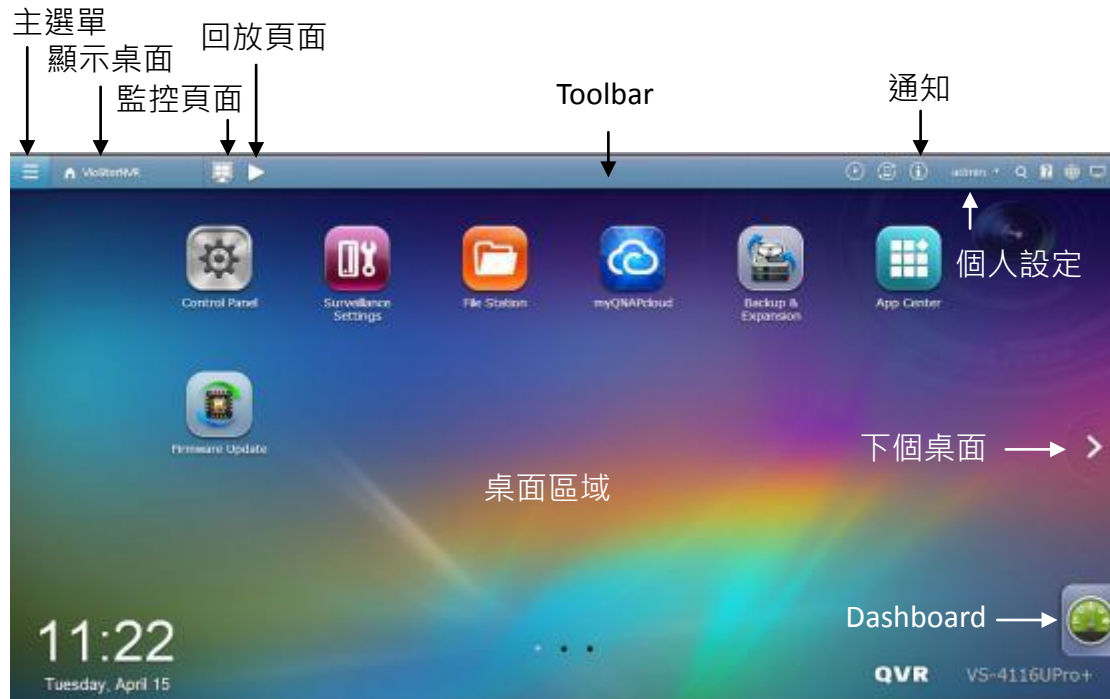 主選單
顯示桌面
監控頁面
回放頁面
Toolbar
通知
VioStorNVR
admin
個人設定
Control Panel
Surveillance
Settings
File Station
myQNAPcloud
Backup &
Expansion
App Center
Firmware Update
下個桌面
桌面區域
Dashboard
11:22
Tuesday, April 15
QVR
VS-4116UPro+